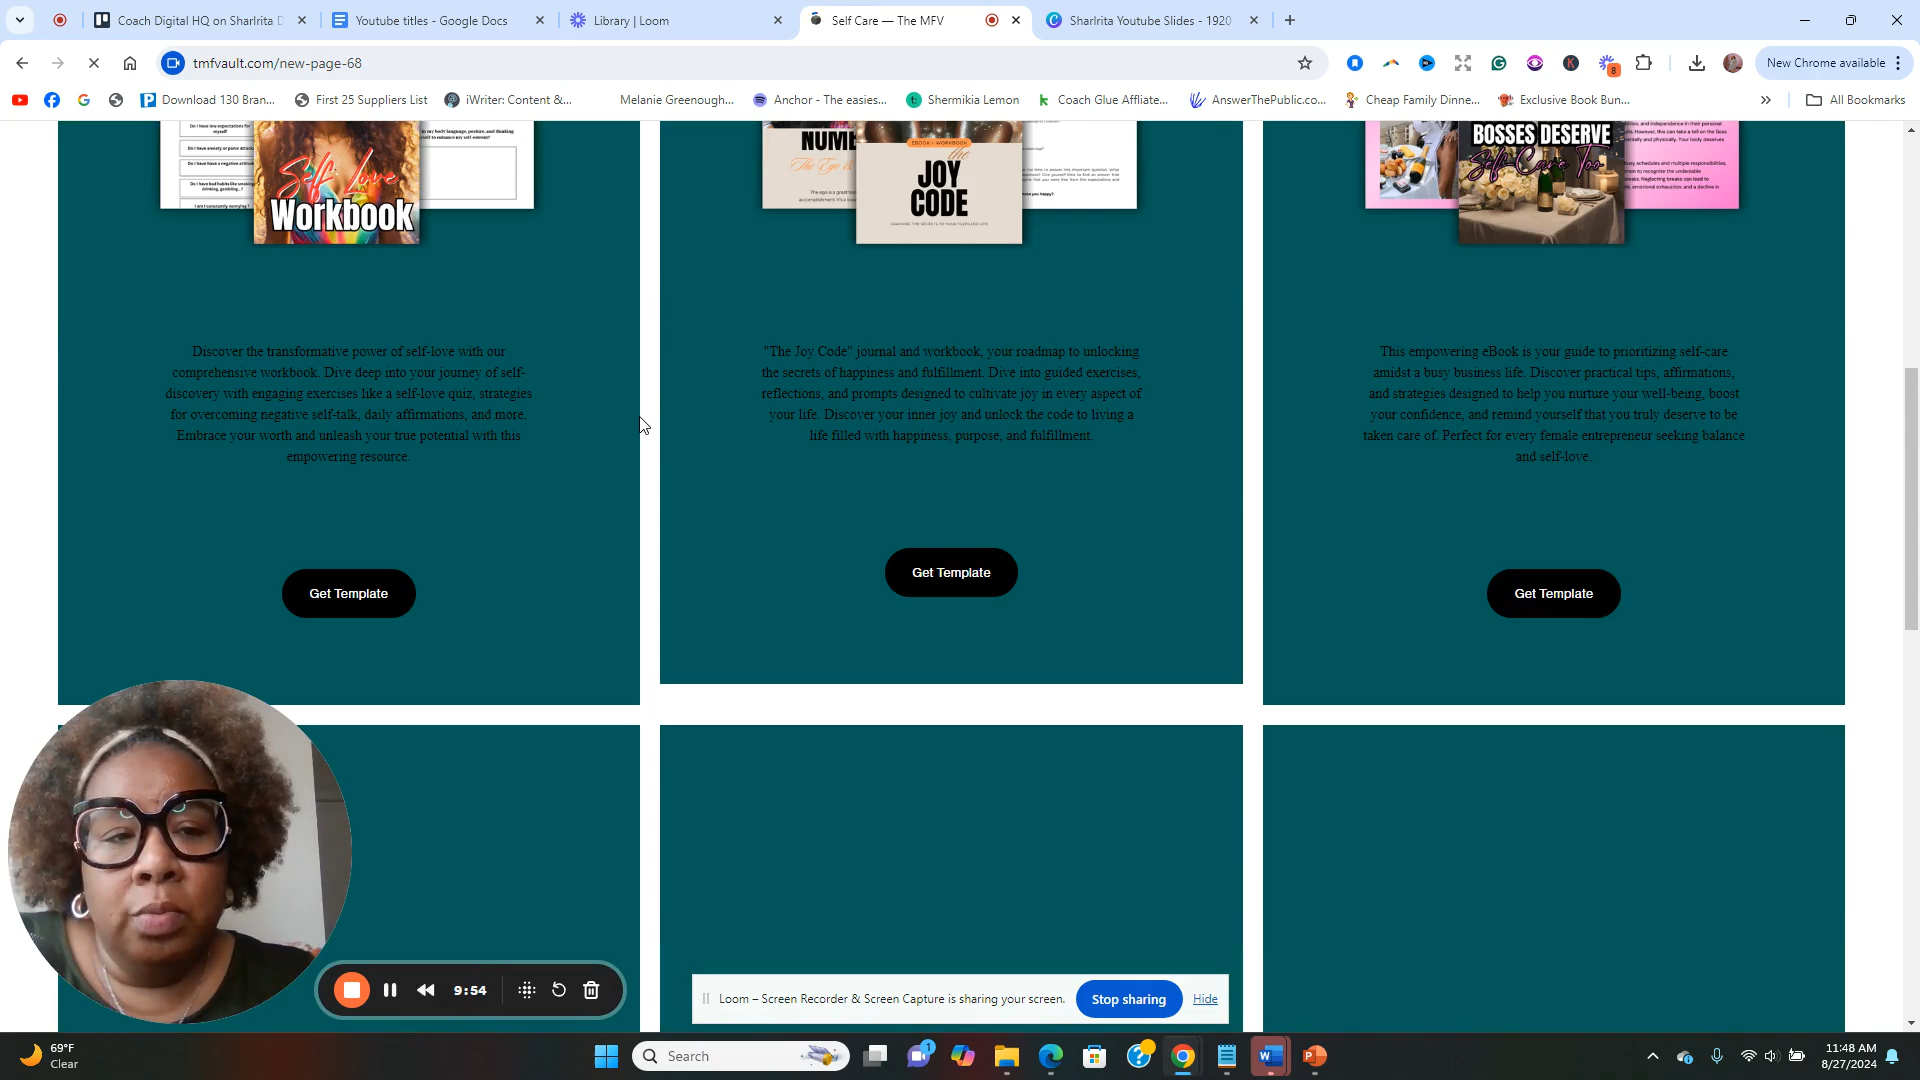 Coach Digital HQ on SharIrita D
Youtube titles - Google Docs
Library | Loom
Self Care — The MFV
SharIrita Youtube Slides - 1920
tmfvault.com/new-page-68
New Chrome available
8
Download 130 Bran...
First 25 Suppliers List
iWriter: Content &...
Melanie Greenough...
Anchor - The easies...
Shermikia Lemon
Coach Glue Affliate...
AnswerThePublic.co...
Cheap Family Dinne...
Exclusive Book Bun...
All Bookmarks
Self Love
Workbook
NUME
EBOOK + WORKBOOK
the
JOY
CODE
BOSSES DESERVE
Self Care Too
Discover the transformative power of self-love with our
comprehensive workbook. Dive deep into your journey of self-
discovery with engaging exercises like a self-love quiz, strategies
for overcoming negative self-talk, daily affirmations, and more.
Embrace your worth and unleash your true potential with this
empowering resource.
Get Template
"The Joy Code" journal and workbook, your roadmap to unlocking
the secrets of happiness and fulfillment. Dive into guided exercises,
reflections, and prompts designed to cultivate joy in every aspect of
your life. Discover your inner joy and unlock the code to living a
life filled with happiness, purpose, and fulfillment.
Get Template
This empowering eBook is your guide to prioritizing self-care
amidst a busy business life. Discover practical tips, affirmations,
and strategies designed to help you nurture your well-being, boost
your confidence, and remind yourself that you truly deserve to be
taken care of. Perfect for every female entrepreneur seeking balance
and self-love.
Get Template
9:54
Loom – Screen Recorder & Screen Capture is sharing your screen.
Stop sharing
Hide
69°F
Clear
Search
1
11:48 AM
8/27/2024